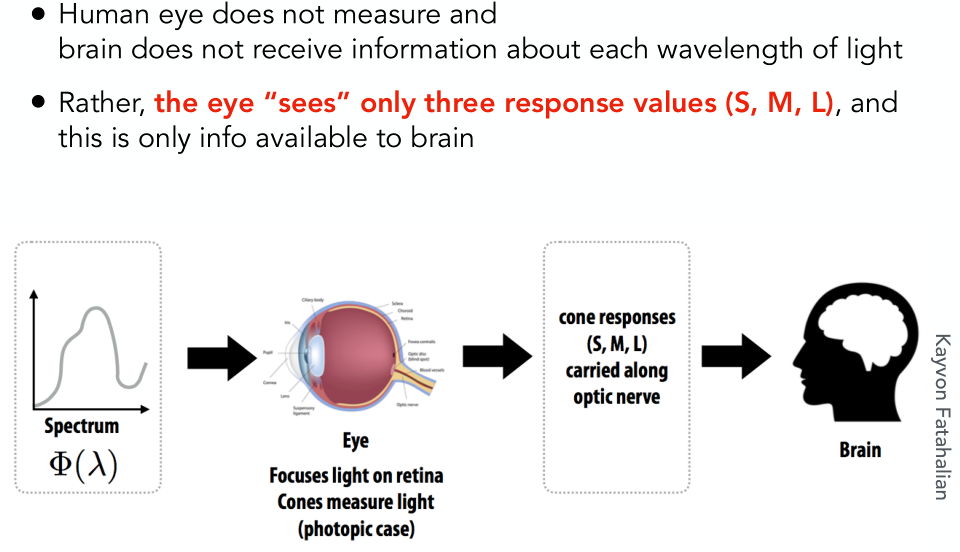 ● Human eye does not measure and
brain does not receive information about each wavelength of light
● Rather, the eye “sees” only three response values (S, M, L), and
this is only info available to brain
Spectrum
Φ(λ)
Ciliary body
Iris
Pupil
Cornea
Lens
Suspensory
ligament
Sclera
Choroid
Retina
Fovea centralis
Optic disc
(blind spot)
Blood vessels
Optic nerve
Eye
Focuses light on retina
Cones measure light
(photopic case)
cone responses
(S, M, L)
carried along
optic nerve
Brain
Kayvon Fatahalian